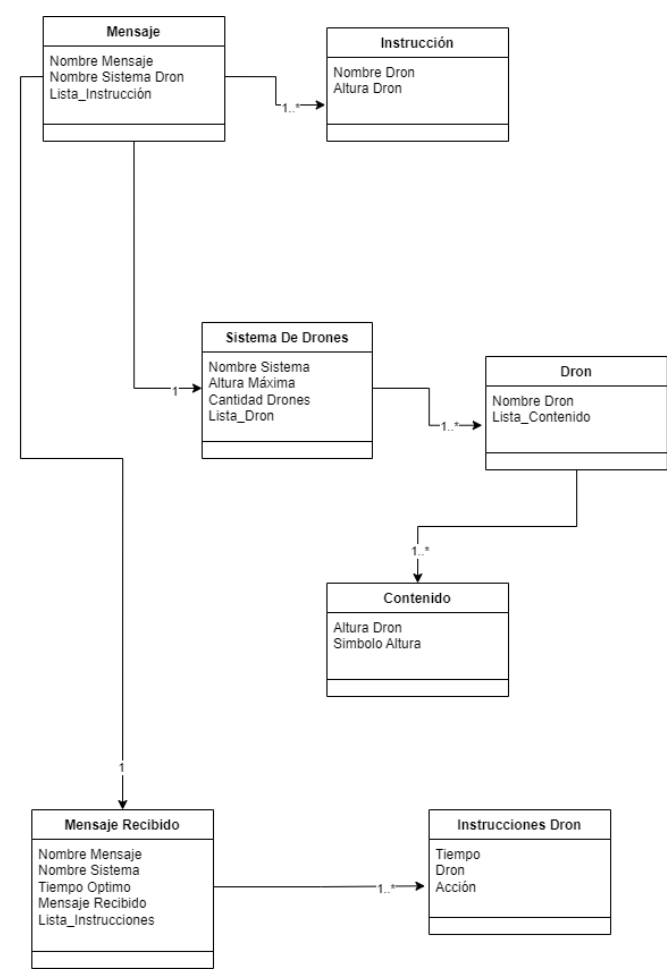 Mensaje
Nombre Mensaje
Nombre Sistema Dron
Lista_Instrucción
1..*
Instrucción
Nombre Dron
Altura Dron
Sistema De Drones
Nombre Sistema
Altura Máxima
Cantidad Drones
Lista_Dron
1
1..*
Dron
Nombre Dron
Lista_Contenido
1..*
Contenido
Altura Dron
Simbolo Altura
1
Mensaje Recibido
Nombre Mensaje
Nombre Sistema
Tiempo Optimo
Mensaje Recibido
Lista_Instrucciones
1..*
Instrucciones Dron
Tiempo
Dron
Acción